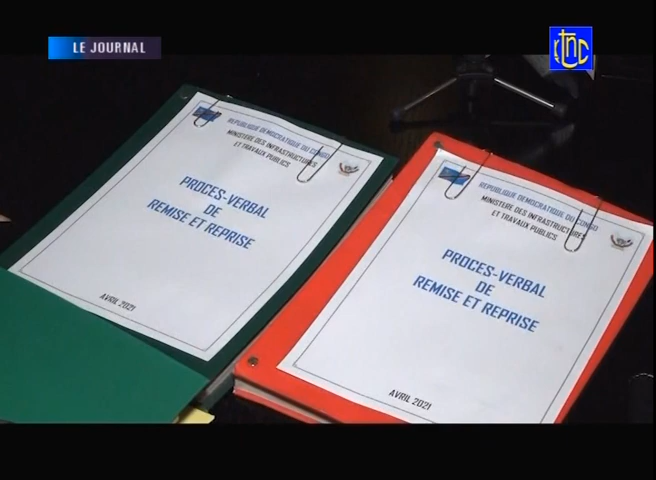 LE JOURNAL
rtnc
REPUBLIQUE DEMOCRATIQUE DU CONGO
MINISTERE DES INFRASTRUCTURES
ET TRAVAUX PUBLICS
PROCES-VERBAL
DE
REMISE ET REPRISE
AVRIL 2021
REPUBLIQUE DEMOCRATIQUE DU CONGO
MINISTERE DES INFRASTRUCTURES
ET TRAVAUX PUBLICS
PROCES-VERBAL
DE
REMISE ET REPRISE
AVRIL 2021